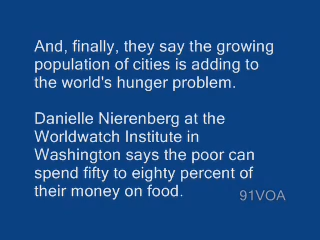 And, finally, they say the growing
population of cities is adding to
the world's hunger problem.
Danielle Nierenberg at the
Worldwatch Institute in
Washington says the poor can
spend fifty to eighty percent of
their money on food.
91VOA